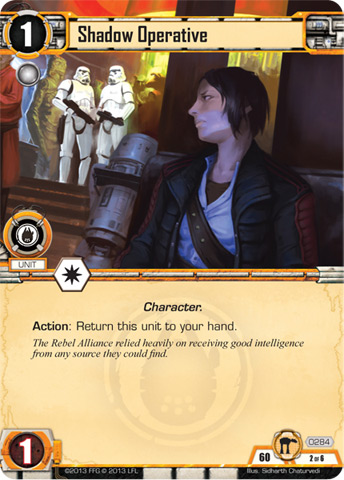 1 Shadow Operative
UNIT
Character.
Action: Return this unit to your hand.
The Rebel Alliance relied heavily on receiving good intelligence
from any source they could find.
1
60
2 of 6
0284
©2013 FFG © 2013 LFL
Illus. Sidharth Chaturvedi